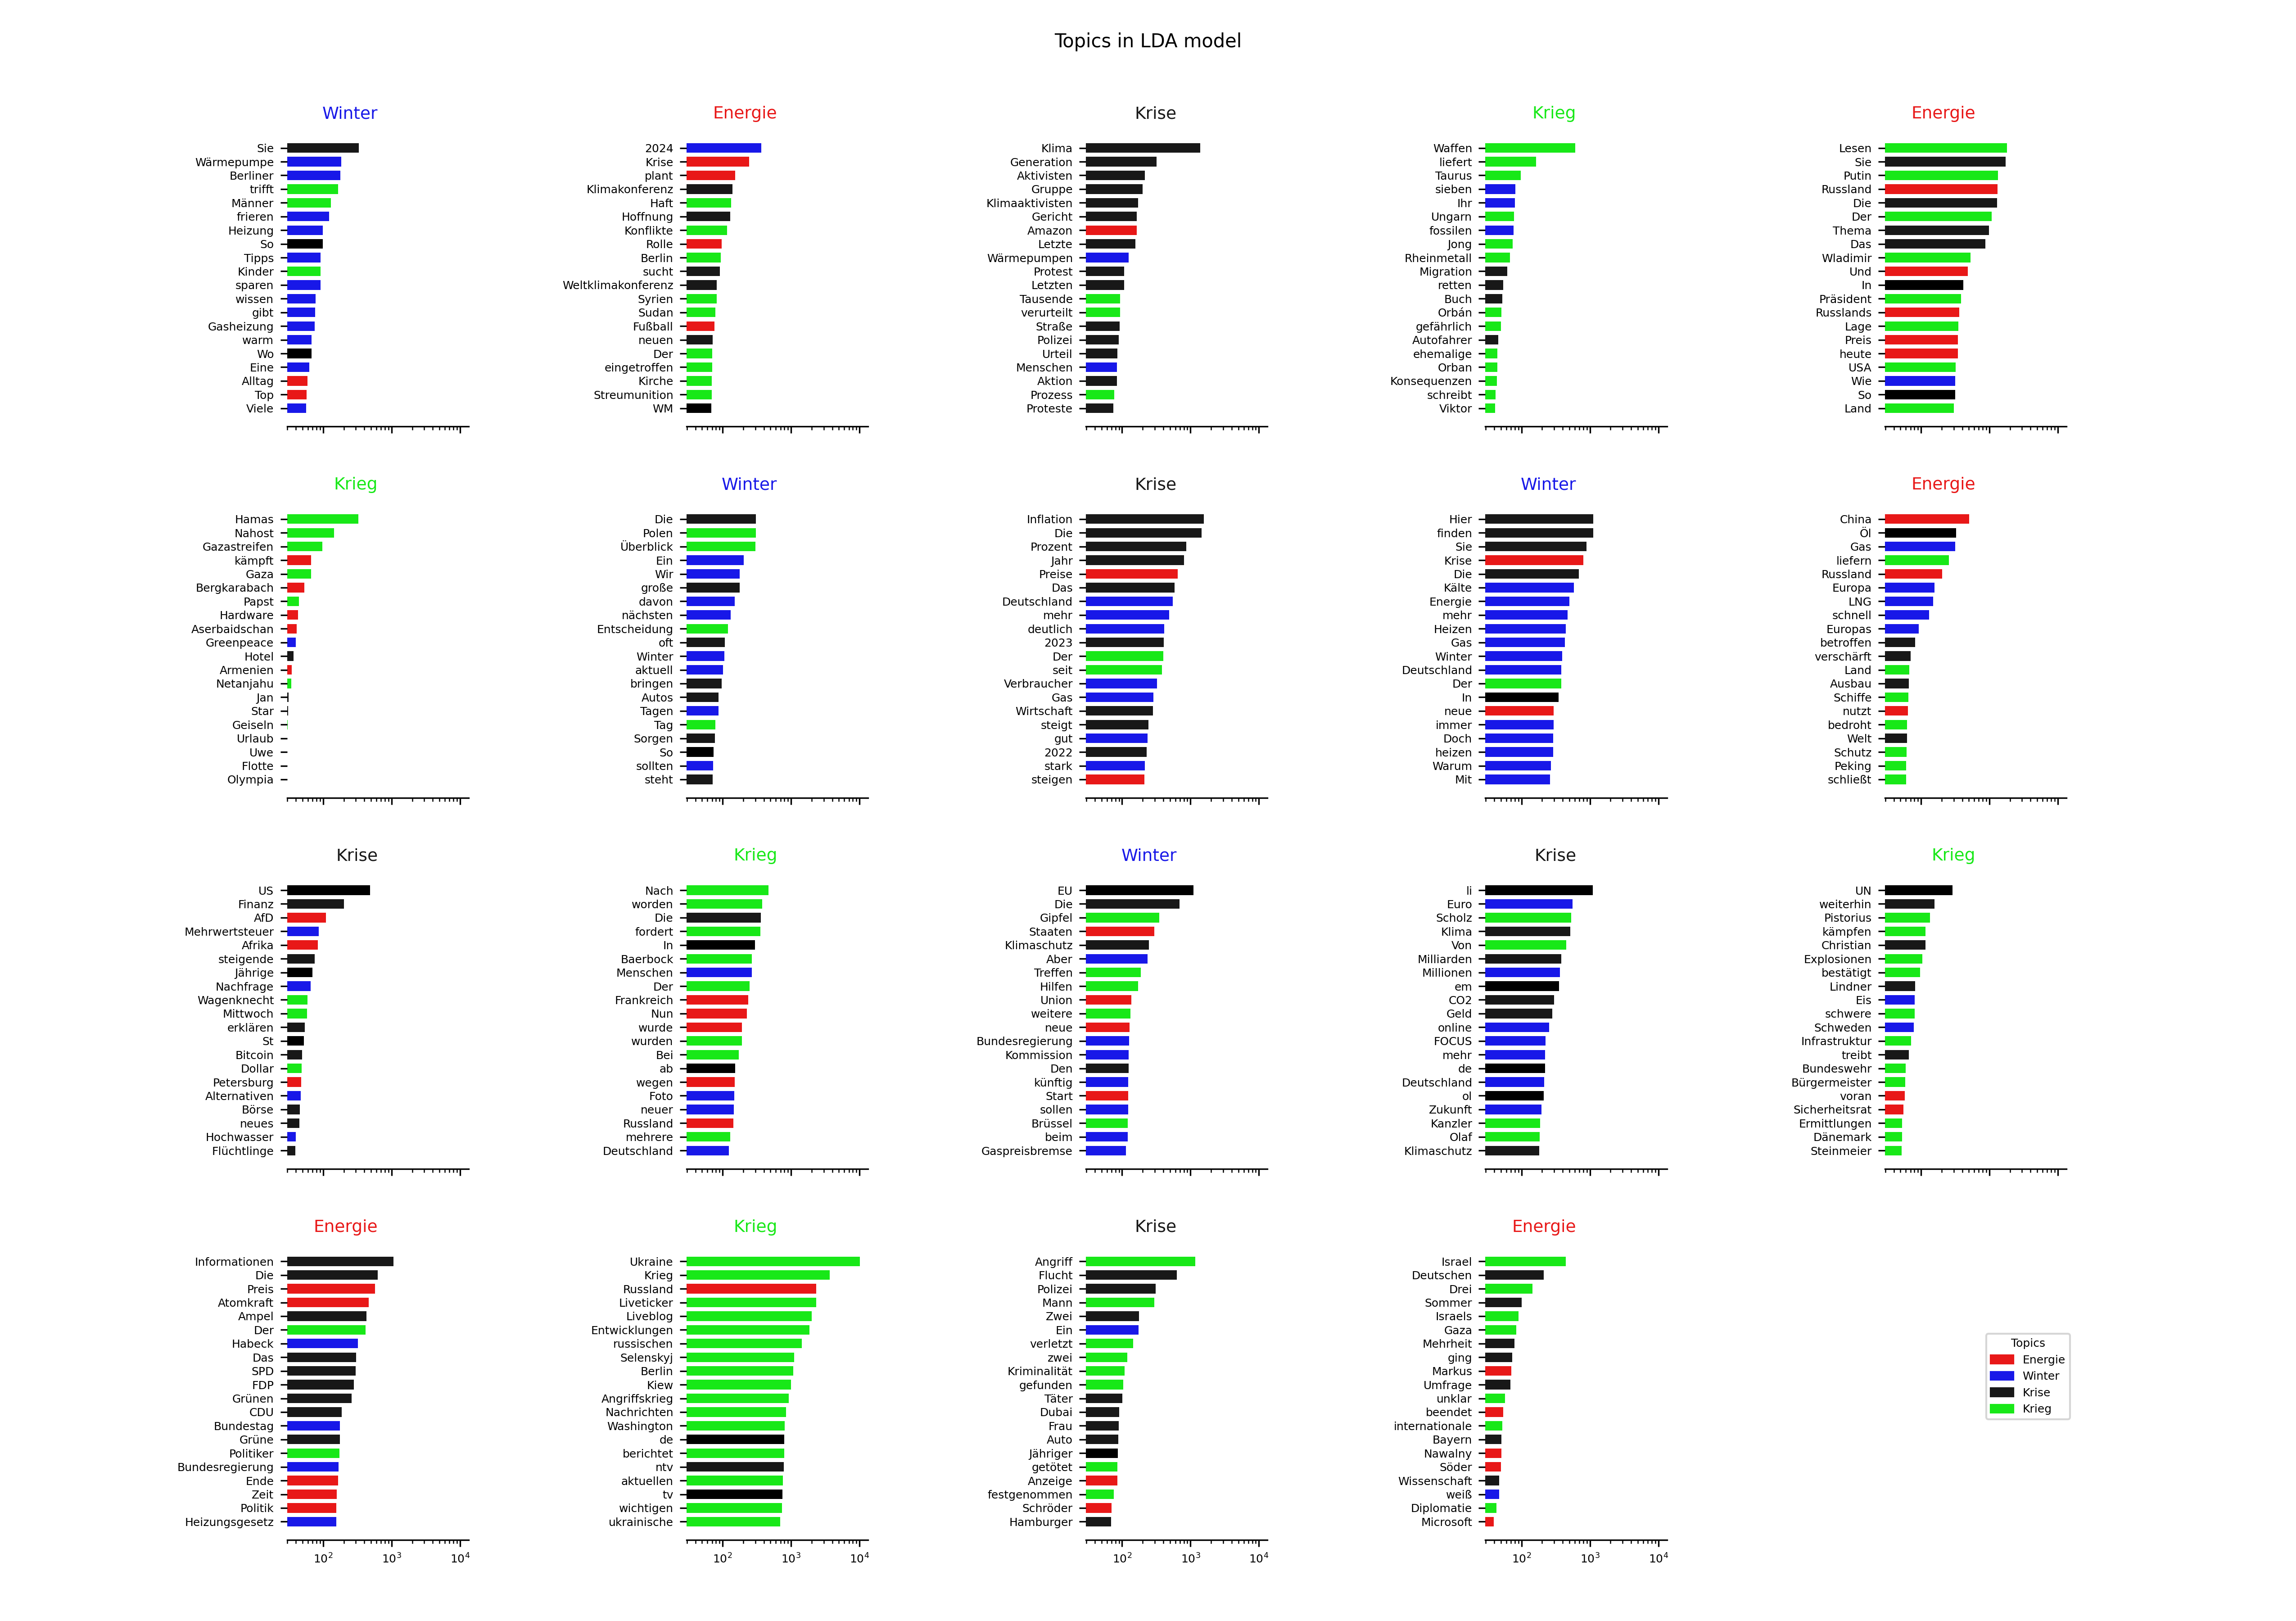 Topics in LDA model
Winter
Sie
Wärmepumpe
Berliner
trifft
Männer
frieren
Heizung
So
Tipps
Kinder
sparen
wissen
gibt
Gasheizung
warm
Wo
Eine
Alltag
Top
Viele
Energie
2024
Krise
plant
Klimakonferenz
Haft
Hoffnung
Konflikte
Rolle
Berlin
sucht
Weltklimakonferenz
Syrien
Sudan
Fußball
neuen
Der
eingetroffen
Kirche
Streumunition
WM
Krise
Klima
Generation
Aktivisten
Gruppe
Klimaaktivisten
Gericht
Amazon
Letzte
Wärmepumpen
Protest
Letzten
Tausende
verurteilt
Straße
Polizei
Urteil
Menschen
Aktion
Prozess
Proteste
Krieg
Waffen
liefert
Taurus
sieben
Ihr
Ungarn
fossilen
Jong
Rheinmetall
Migration
retten
Buch
Orbán
gefährlich
Autofahrer
ehemalige
Orban
Konsequenzen
schreibt
Viktor
Energie
Lesen
Sie
Putin
Russland
Die
Der
Thema
Das
Wladimir
Und
In
Präsident
Russlands
Lage
Preis
heute
USA
Wie
So
Land
Krieg
Hamas
Nahost
Gazastreifen
kämpft
Gaza
Bergkarabach
Papst
Hardware
Aserbaidschan
Greenpeace
Hotel
Armenien
Netanjahu
Jan
Star
Geiseln
Urlaub
Uwe
Flotte
Olympia
Winter
Die
Polen
Überblick
Ein
Wir
große
davon
nächsten
Entscheidung
oft
Winter
aktuell
bringen
Autos
Tagen
Tag
Sorgen
So
sollten
steht
Krise
Inflation
Die
Prozent
Jahr
Preise
Das
Deutschland
mehr
deutlich
2023
Der
seit
Verbraucher
Gas
Wirtschaft
steigt
gut
2022
stark
steigen
Winter
Hier
finden
Sie
Krise
Die
Kälte
Energie
mehr
Heizen
Gas
Winter
Deutschland
Der
In
neue
immer
Doch
heizen
Warum
Mit
Energie
China
Öl
Gas
liefern
Russland
Europa
LNG
schnell
Europas
betroffen
verschärft
Land
Ausbau
Schiffe
nutzt
bedroht
Welt
Schutz
Peking
schließt
Krise
US
Finanz
AfD
Mehrwertsteuer
Afrika
steigende
Jährige
Nachfrage
Wagenknecht
Mittwoch
erklären
St
Bitcoin
Dollar
Petersburg
Alternativen
Börse
neues
Hochwasser
Flüchtlinge
Krieg
Nach
worden
Die
fordert
In
Baerbock
Menschen
Der
Frankreich
Nun
wurde
wurden
Bei
ab
wegen
Foto
neuer
Russland
mehrere
Deutschland
Winter
EU
Die
Gipfel
Staaten
Klimaschutz
Aber
Treffen
Hilfen
Union
weitere
neue
Bundesregierung
Kommission
Den
künftig
Start
sollen
Brüssel
beim
Gaspreisbremse
Krise
li
Euro
Scholz
Klima
Von
Milliarden
Millionen
em
CO2
Geld
online
FOCUS
mehr
de
Deutschland
ol
Zukunft
Kanzler
Olaf
Klimaschutz
Krieg
UN
weiterhin
Pistorius
kämpfen
Christian
Explosionen
bestätigt
Lindner
Eis
schwere
Schweden
Infrastruktur
treibt
Bundeswehr
Bürgermeister
voran
Sicherheitsrat
Ermittlungen
Dänemark
Steinmeier
Energie
Informationen
Die
Preis
Atomkraft
Ampel
Der
Habeck
Das
SPD
FDP
Grünen
CDU
Bundestag
Grüne
Politiker
Bundesregierung
Ende
Zeit
Politik
Heizungsgesetz
10² 10³ 10⁴
Krieg
Ukraine
Krieg
Russland
Liveticker
Liveblog
Entwicklungen
russischen
Selenskyj
Berlin
Kiew
Angriffskrieg
Nachrichten
Washington
de
berichtet
ntv
aktuellen
tv
wichtigen
ukrainische
10² 10³ 10⁴
Krise
Angriff
Flucht
Polizei
Mann
Zwei
Ein
verletzt
zwei
Kriminalität
gefunden
Täter
Dubai
Frau
Auto
Jähriger
getötet
Anzeige
festgenommen
Schröder
Hamburger
10² 10³ 10⁴
Energie
Israel
Deutschen
Drei
Sommer
Israels
Gaza
Mehrheit
ging
Markus
Umfrage
unklar
beendet
internationale
Bayern
Nawalny
Söder
Wissenschaft
weiß
Diplomatie
Microsoft
10² 10³ 10⁴
Topics
Energie
Winter
Krise
Krieg